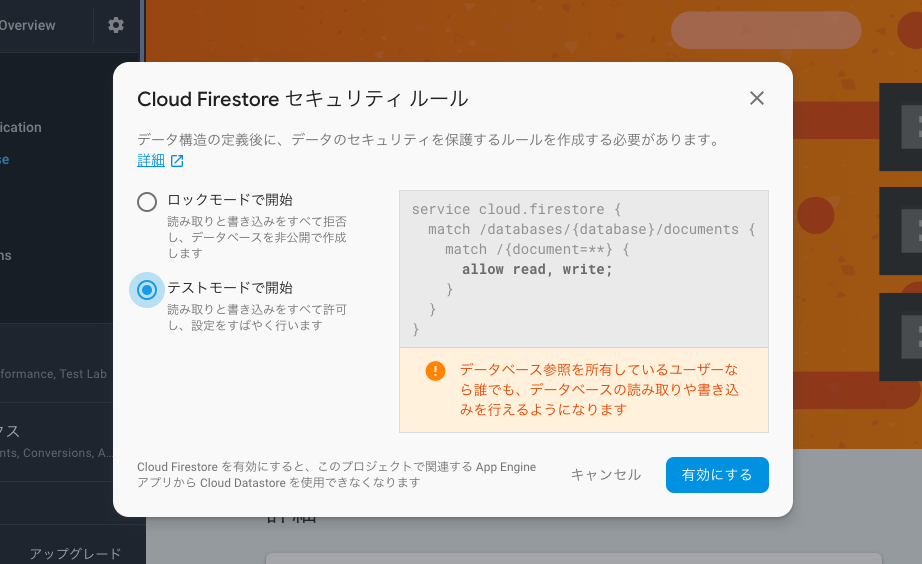 Overview
Cloud Firestore セキュリティ ルール
データ構造の定義後に、データのセキュリティを保護するルールを作成する必要があります。
詳細
ロックモードで開始
読み取りと書き込みをすべて拒否
し、データベースを非公開で作成
します
テストモードで開始
読み取りと書き込みをすべて許可
し、設定をすばやく行います
service cloud.firestore {
match /databases/{database}/documents {
match /{document=**} {
allow read, write;
}
}
}
データベース参照を所有しているユーザーな
ら誰でも、データベースの読み取りや書き込
みを行えるようになります
Cloud Firestore を有効にすると、このプロジェクトで関連する App Engine
アプリから Cloud Datastore を使用できなくなります
キャンセル
有効にする
ication
se
ns
formance, Test Lab
クス
nts, Conversions, A...
アップグレード
詳細